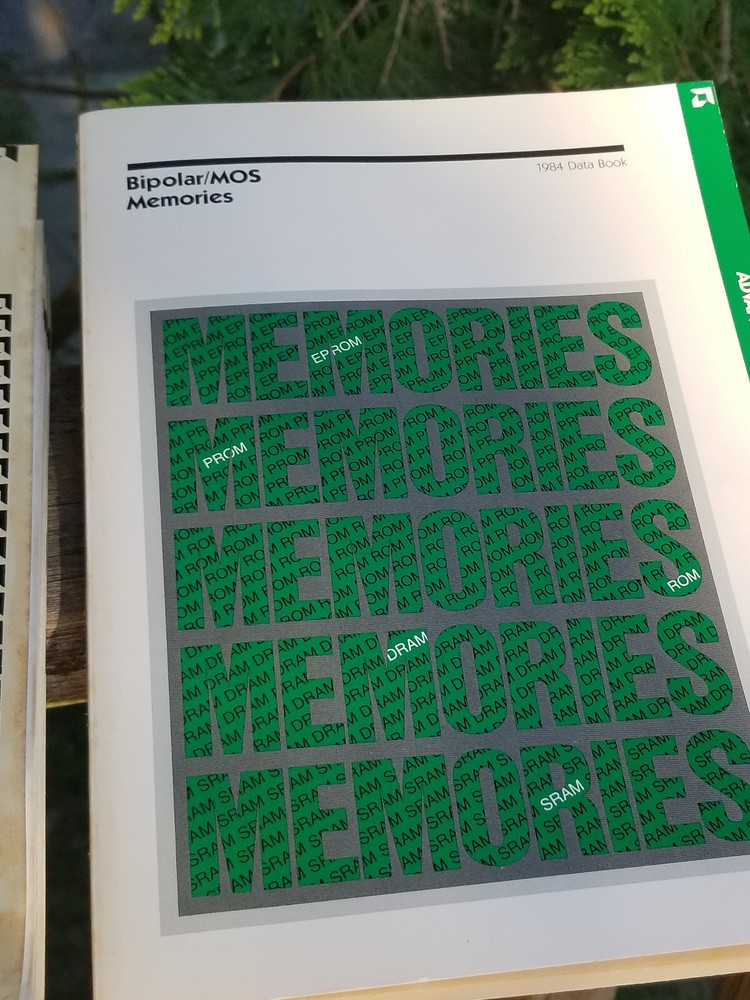 1984 Data Book
Bipolar/MOS
Memories
MEMORIES
EPROM
MEMORIES
PROM
MEMORIES
ROM
MEMORIES
DRAM
MEMORIES
SRAM